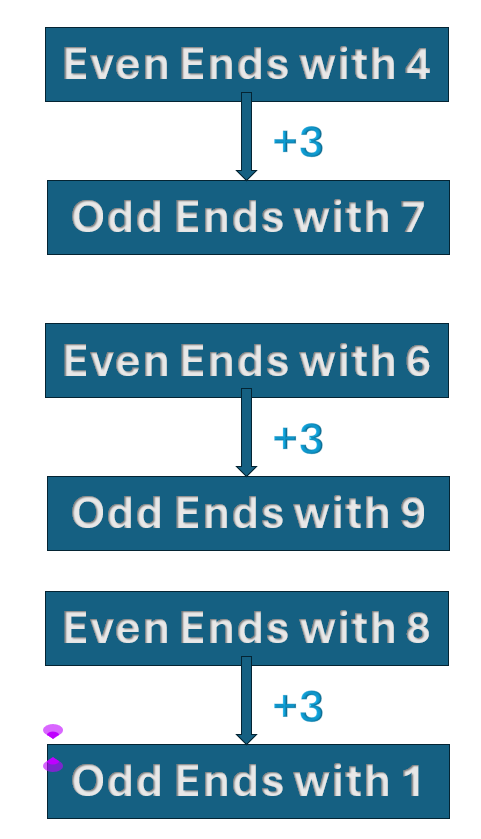 Even Ends with 4
+3
Odd Ends with 7
Even Ends with 6
+3
Odd Ends with 9
Even Ends with 8
+3
Odd Ends with 1